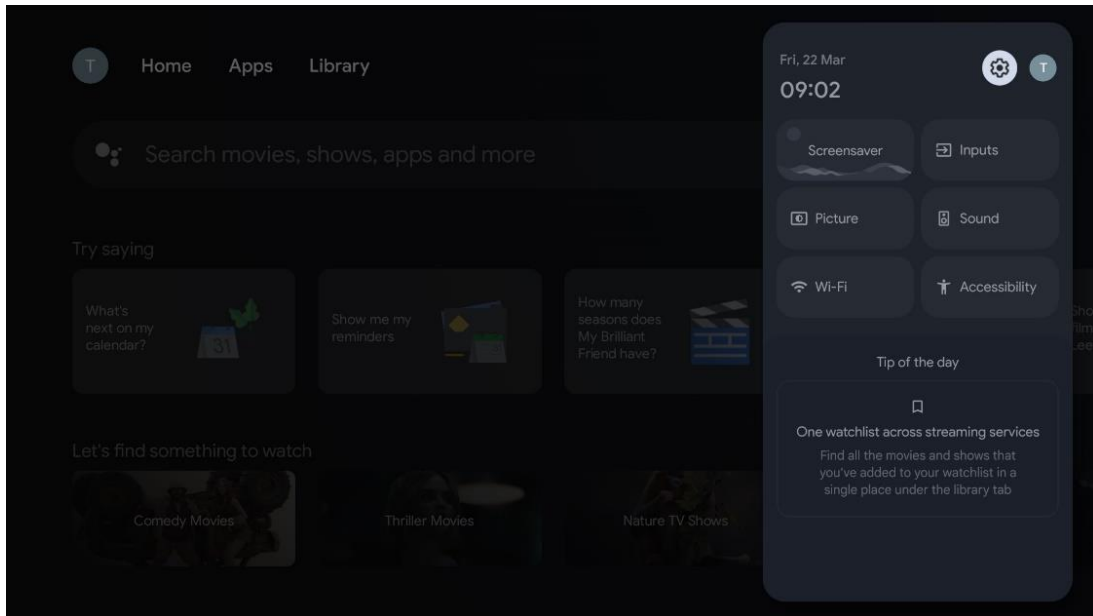 T
Home
Apps
Library
Search movies, shows, apps and more
Try saying
What's
next on my
calendar?
31
Show me my
reminders
How many
seasons does
My Brilliant
Friend have?
Sho
film
Lee
Let's find something to watch
Comedy Movies
Thriller Movies
Nature TV Shows
Fri, 22 Mar
09:02
T
Screensaver
Inputs
Picture
Sound
Wi-Fi
Accessibility
Tip of the day
One watchlist across streaming services
Find all the movies and shows that
you've added to your watchlist in a
single place under the library tab